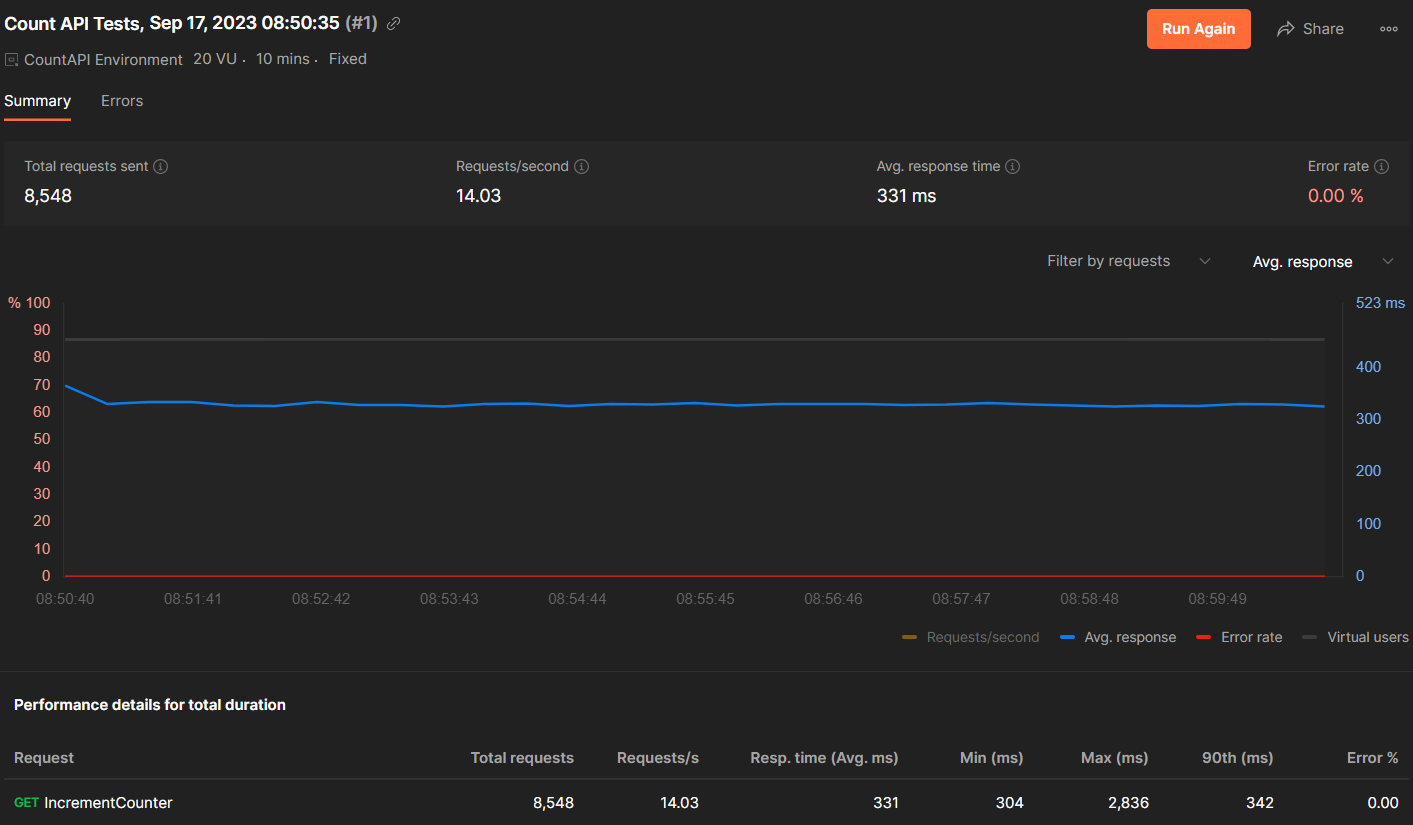 Count API Tests, Sep 17, 2023 08:50:35 (#1)
Run Again
Share
CountAPI Environment 20 VU · 10 mins · Fixed
Summary Errors
Total requests sent Requests/second Avg. response time Error rate
8,548 14.03 331 ms 0.00 %
Filter by requests Avg. response
% 100 523 ms
90
80
70 400
60
50 300
40 200
30
20 100
10
0 0
08:50:40 08:51:41 08:52:42 08:53:43 08:54:44 08:55:45 08:56:46 08:57:47 08:58:48 08:59:49
Requests/second Avg. response Error rate Virtual users
Performance details for total duration
Request Total requests Requests/s Resp. time (Avg. ms) Min (ms) Max (ms) 90th (ms) Error %
GET IncrementCounter 8,548 14.03 331 304 2,836 342 0.00